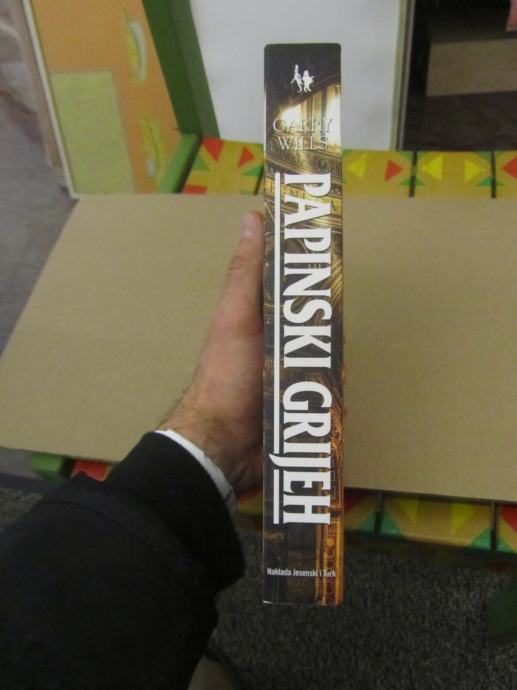 GARRY
WILLS
PAPINSKI GRIJEH
Naklada Jesenski i Turk